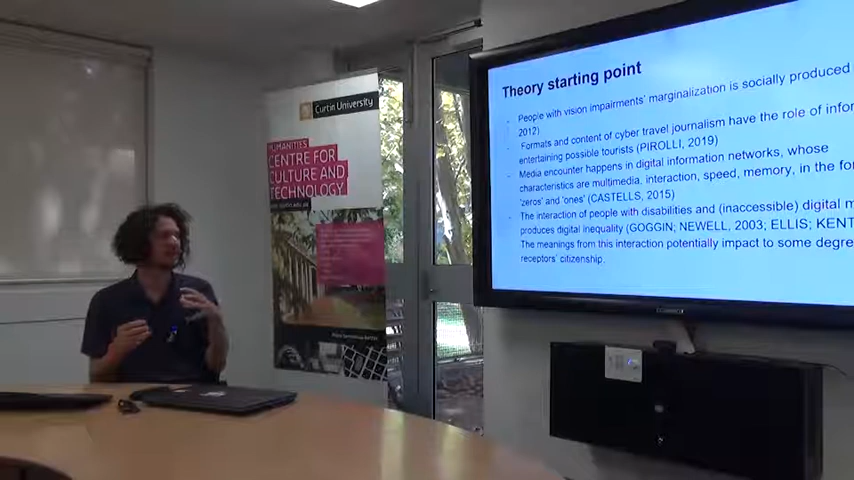 Curtin University
HUMANITIES
CENTRE FOR
CULTURE AND
TECHNOLOGY
Theory starting point
- People with vision impairments' marginalization is socially produced
2012)
- Formats and content of cyber travel journalism have the role of
entertaining possible tourists (PIROLLI, 2019)
- Media encounter happens in digital information networks, whose
characteristics are multimedia, interaction, speed, memory, in the
'zeros' and 'ones' (CASTELLS, 2015)
- The interaction of people with disabilities and (inaccessible) digital
produces digital inequality (GOGGIN; NEWELL, 2003; ELLIS; KENT
- The meanings from this interaction potentially impact to some degree
receptors' citizenship.